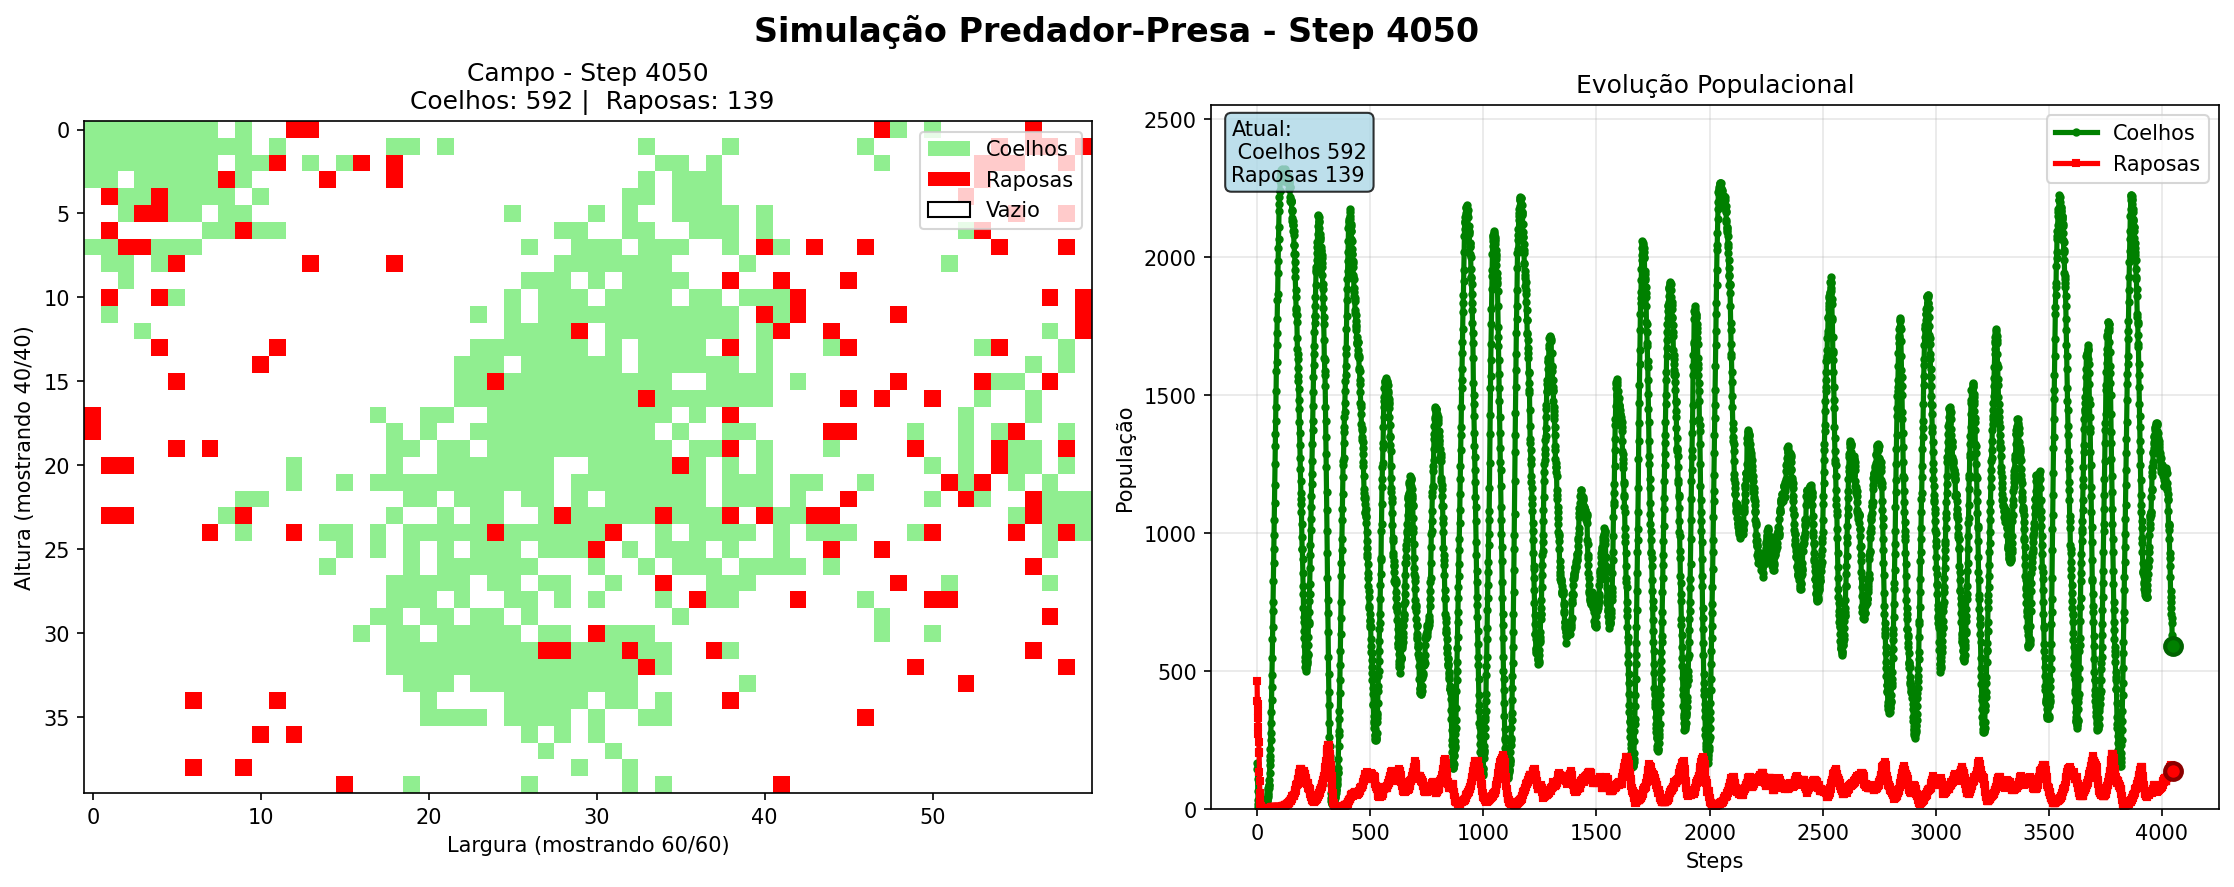 Simulação Predador-Presa - Step 4050
Campo - Step 4050
Coelhos: 592 |  Raposas: 139
Coelhos
Raposas
Vazio
0
5
10
15
20
25
30
35
Altura (mostrando 40/40)
0
10
20
30
40
50
Largura (mostrando 60/60)
Evolução Populacional
Atual:
Coelhos 592
Raposas 139
Coelhos
Raposas
2500
2000
1500
1000
500
0
População
0
500
1000
1500
2000
2500
3000
3500
4000
Steps